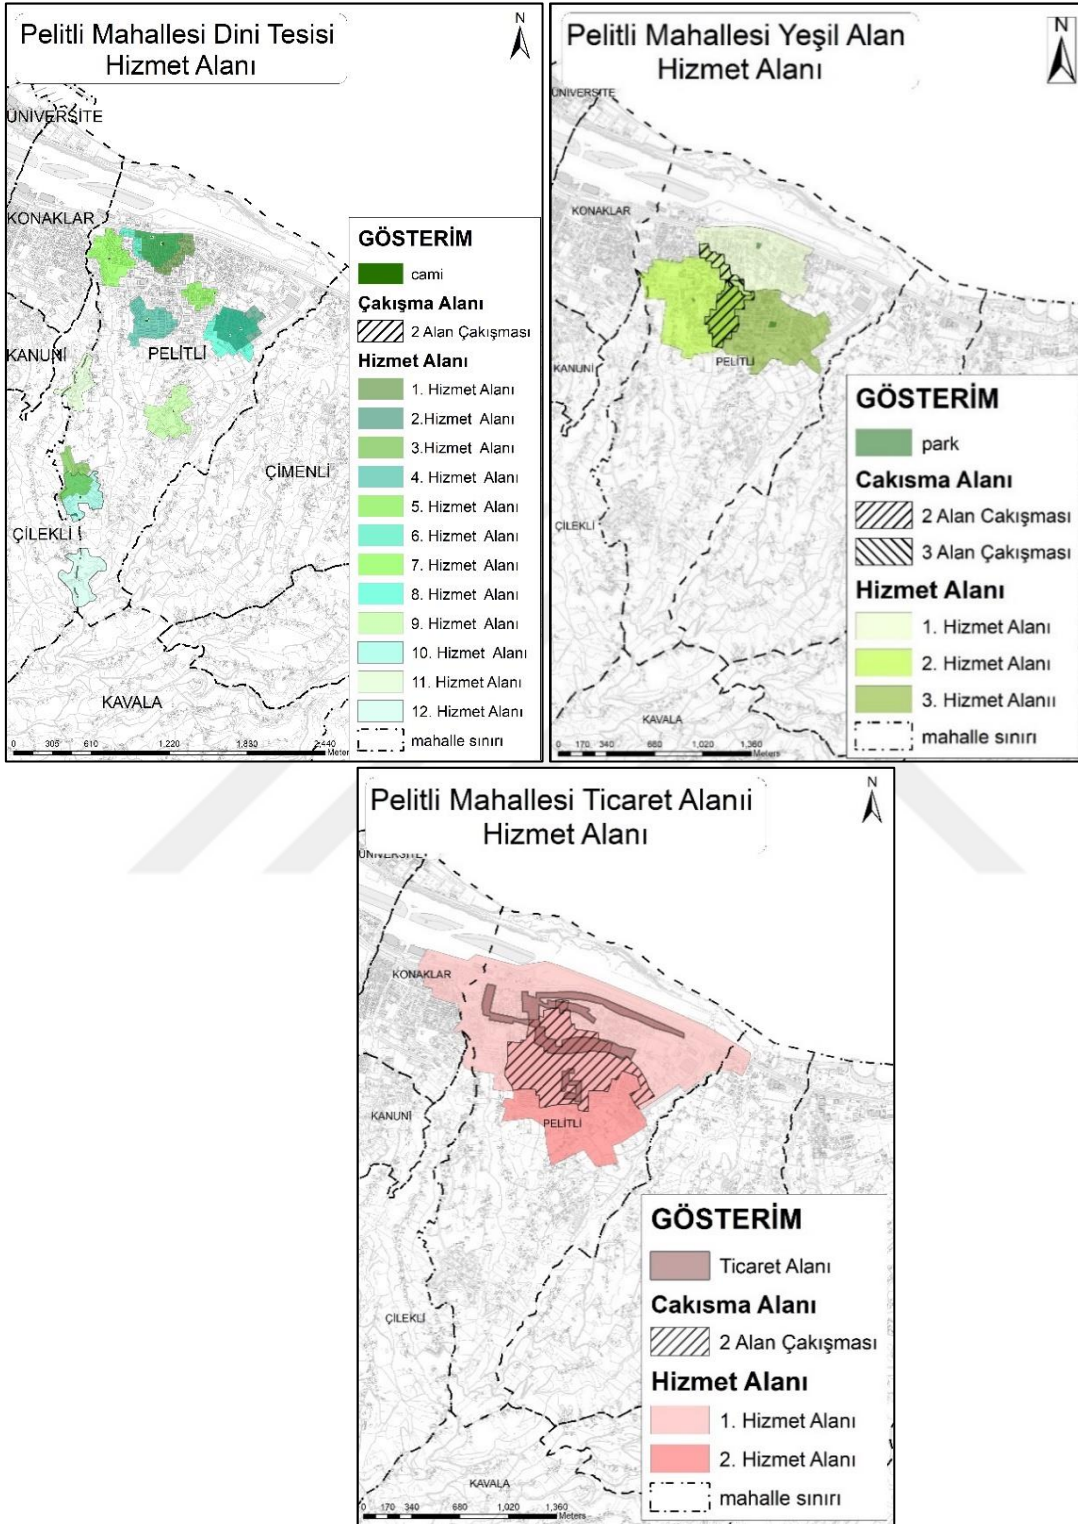 Pelitli Mahallesi Dini Tesisi
Hizmet Alanı
N
ÜNİVERSİTE
KONAKLAR
KANUNİ
PELİTLİ
ÇİMENLİ
ÇİLEKLİ
KAVALA
GÖSTERİM
cami
Çakışma Alanı
2 Alan Çakışması
Hizmet Alanı
1. Hizmet Alanı
2.Hizmet Alanı
3.Hizmet Alanı
4. Hizmet Alanı
5. Hizmet Alanı
6. Hizmet Alanı
7. Hizmet Alanı
8. Hizmet Alanı
9. Hizmet Alanı
10. Hizmet Alanı
11. Hizmet Alanı
12. Hizmet Alanı
mahalle sınırı
0 305 610 1,220 1,830 2,440
Meters
Pelitli Mahallesi Yeşil Alan
Hizmet Alanı
N
ÜNİVERSİTE
KONAKLAR
KANUNİ
PELİTLİ
ÇİLEKLİ
KAVALA
GÖSTERİM
park
Cakısma Alanı
2 Alan Cakışması
3 Alan Çakışması
Hizmet Alanı
1. Hizmet Alanı
2. Hizmet Alanı
3. Hizmet Alanıı
mahalle sınırı
0 170 340 680 1,020 1,360
Meters
Pelitli Mahallesi Ticaret Alanıi
Hizmet Alanı
N
ÜNİVERSİTE
KONAKLAR
KANUNİ
PELİTLİ
ÇİLEKLİ
KAVALA
GÖSTERİM
Ticaret Alanı
Cakısma Alanı
2 Alan Çakışması
Hizmet Alanı
1. Hizmet Alanı
2. Hizmet Alanı
mahalle sınırı
0 170 340 680 1,020 1,360
Meters